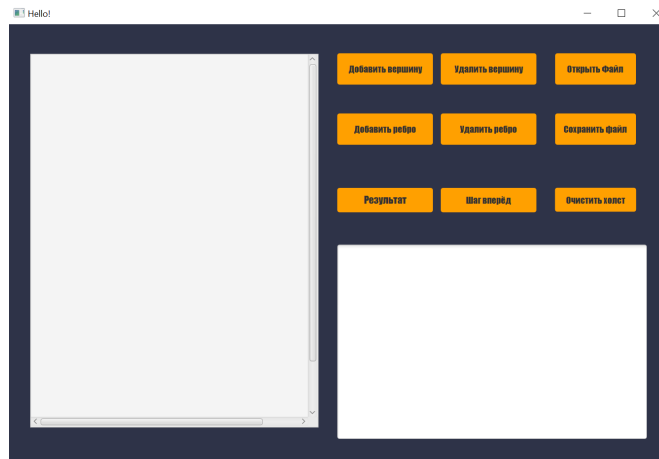 Hello!
Добавить вершину
Удалить вершину
Открыть Файл
Добавить ребро
Удалить ребро
Сохранить файл
Результат
Шаг вперёд
Очистить холст